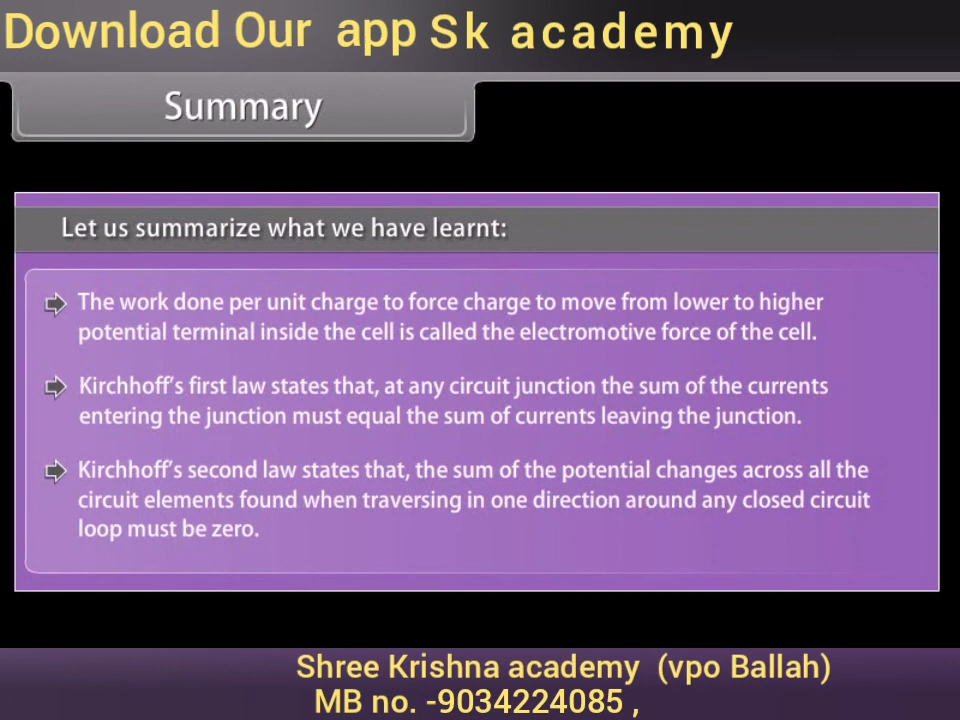 Download Our app Sk academy
Summary
Let us summarize what we have learnt:
The work done per unit charge to force charge to move from lower to higher
potential terminal inside the cell is called the electromotive force of the cell.
Kirchhoff's first law states that, at any circuit junction the sum of the currents
entering the junction must equal the sum of currents leaving the junction.
Kirchhoff's second law states that, the sum of the potential changes across all the
circuit elements found when traversing in one direction around any closed circuit
loop must be zero.
Shree Krishna academy (vpo Ballah)
MB no. -9034224085 ,